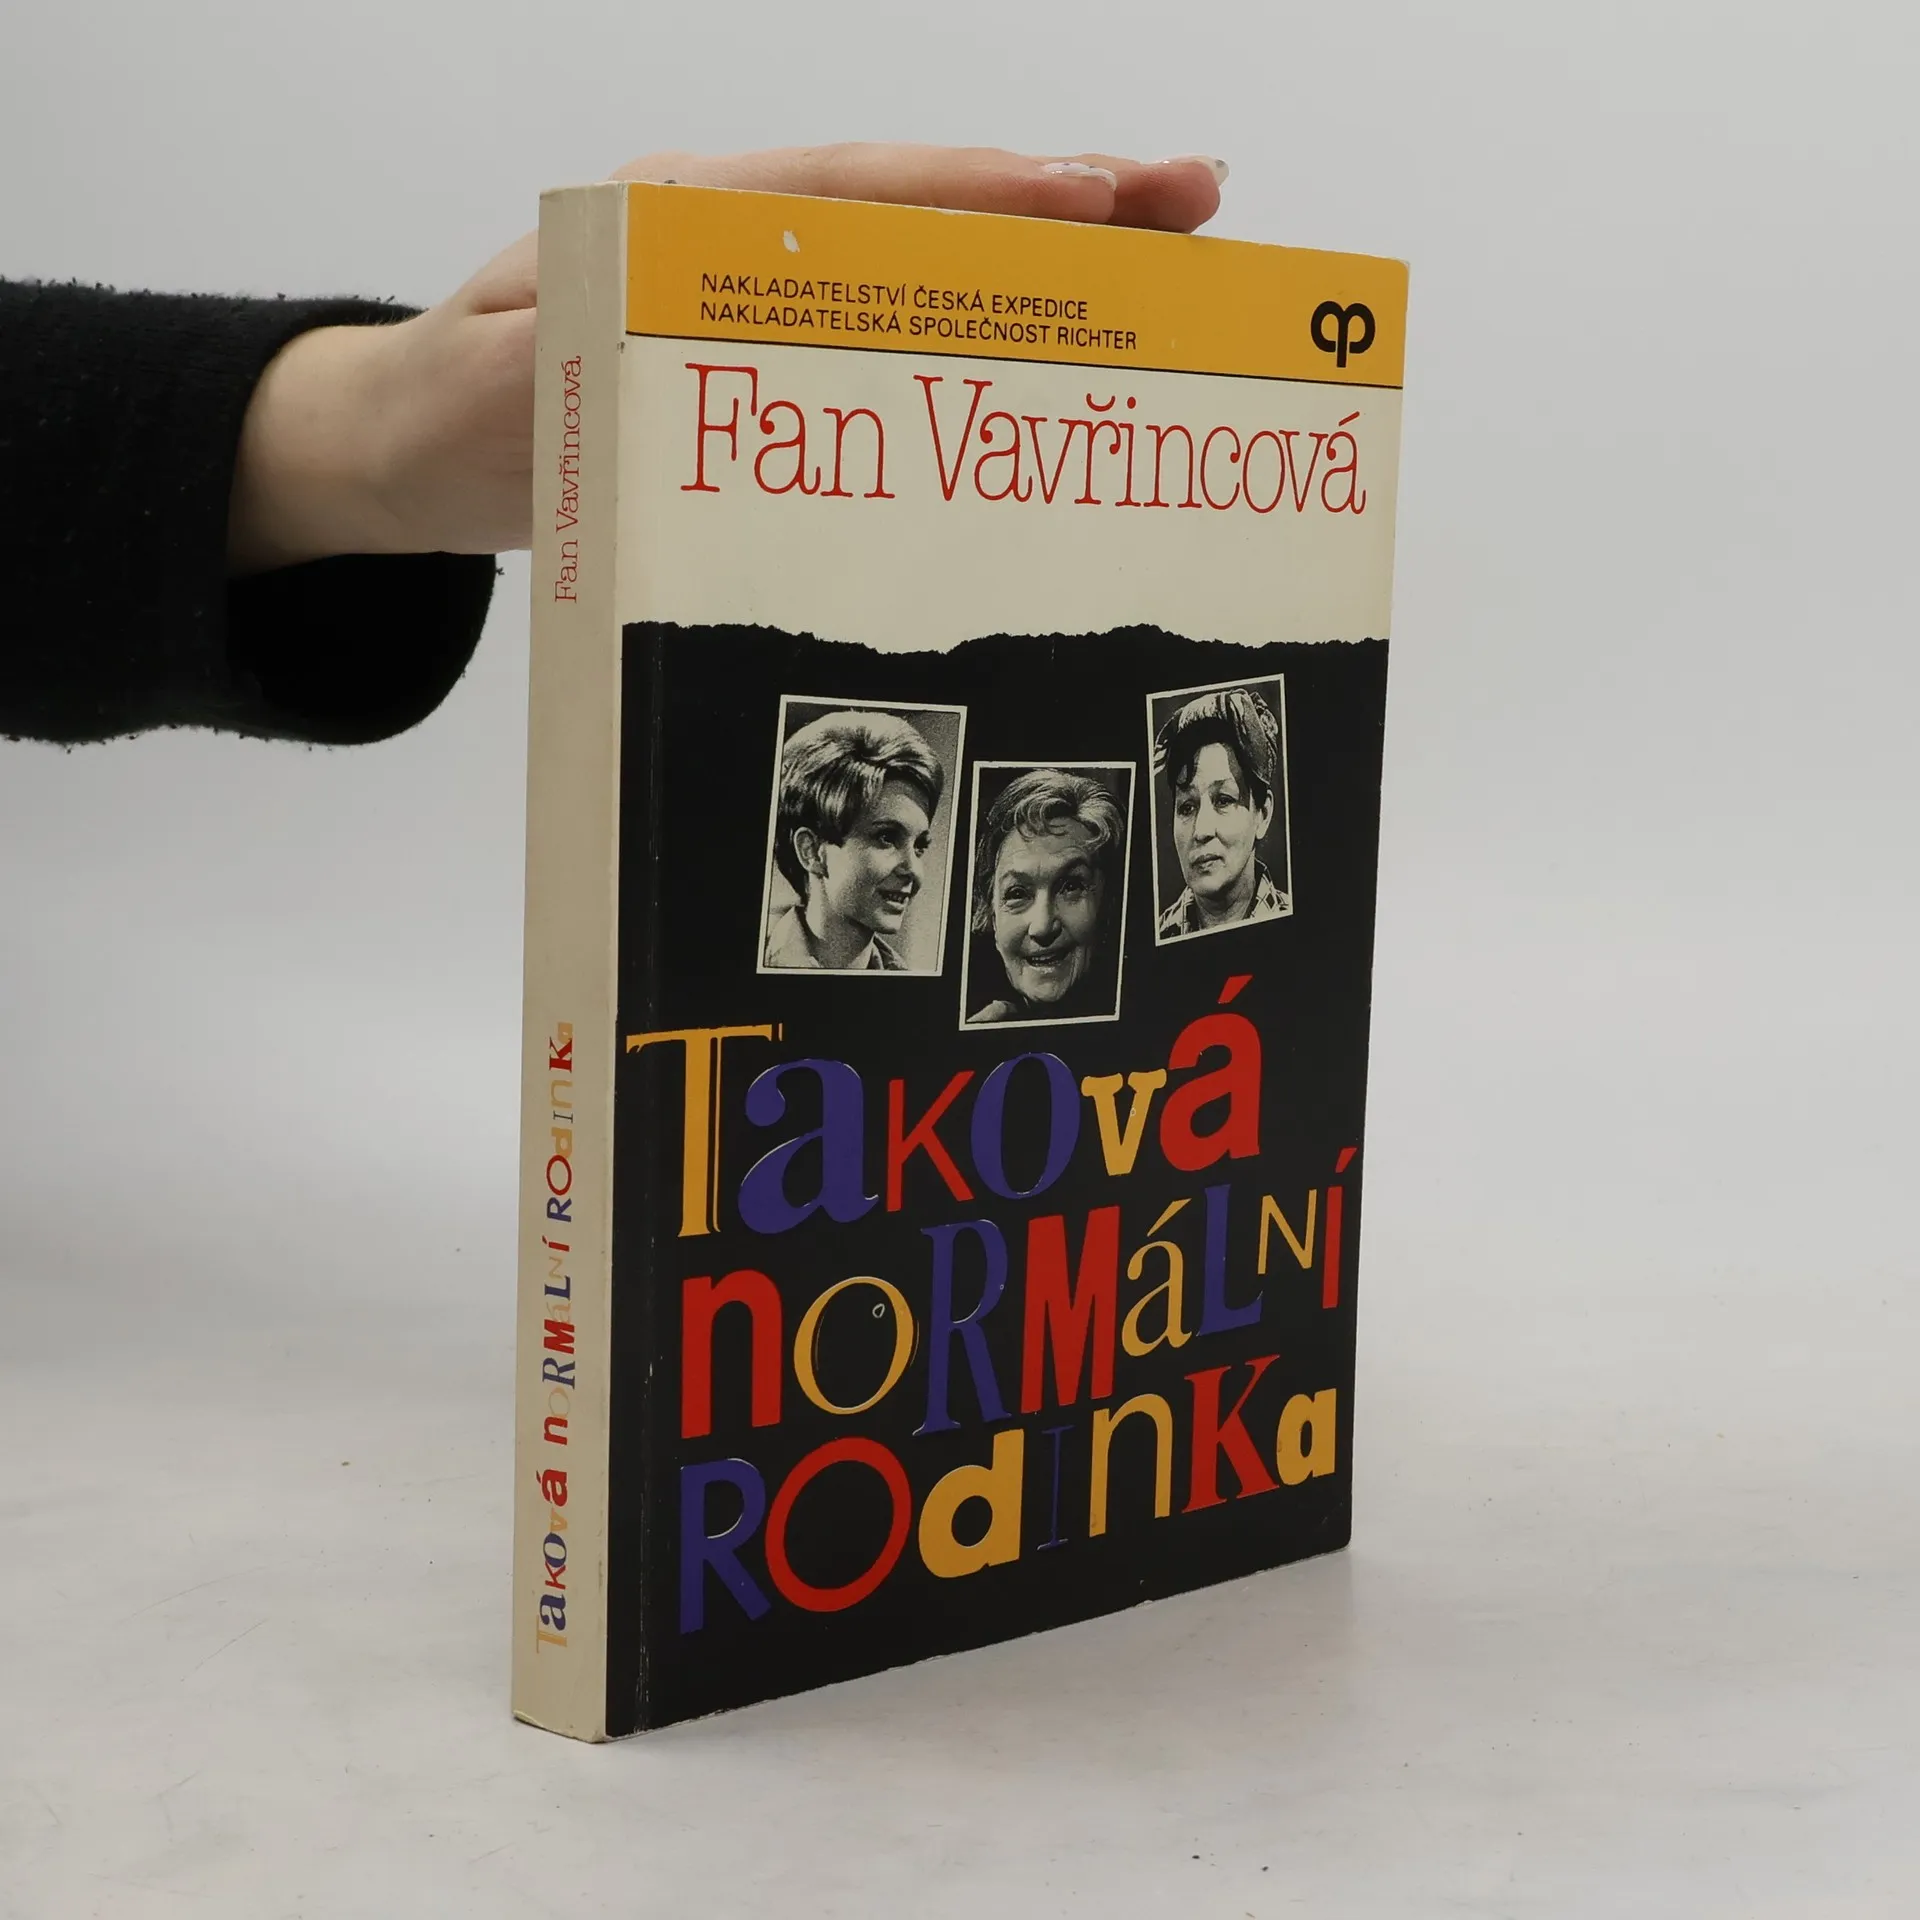 NAKLADATELSTVÍ ČESKÁ EXPEDICE
NAKLADATELSKÁ SPOLEČNOST RICHTER
Fan Vavřincová
Taková
noRMáLNí
RodinKa
Fan Vavřincová
Taková noRMáLNí RodinKa